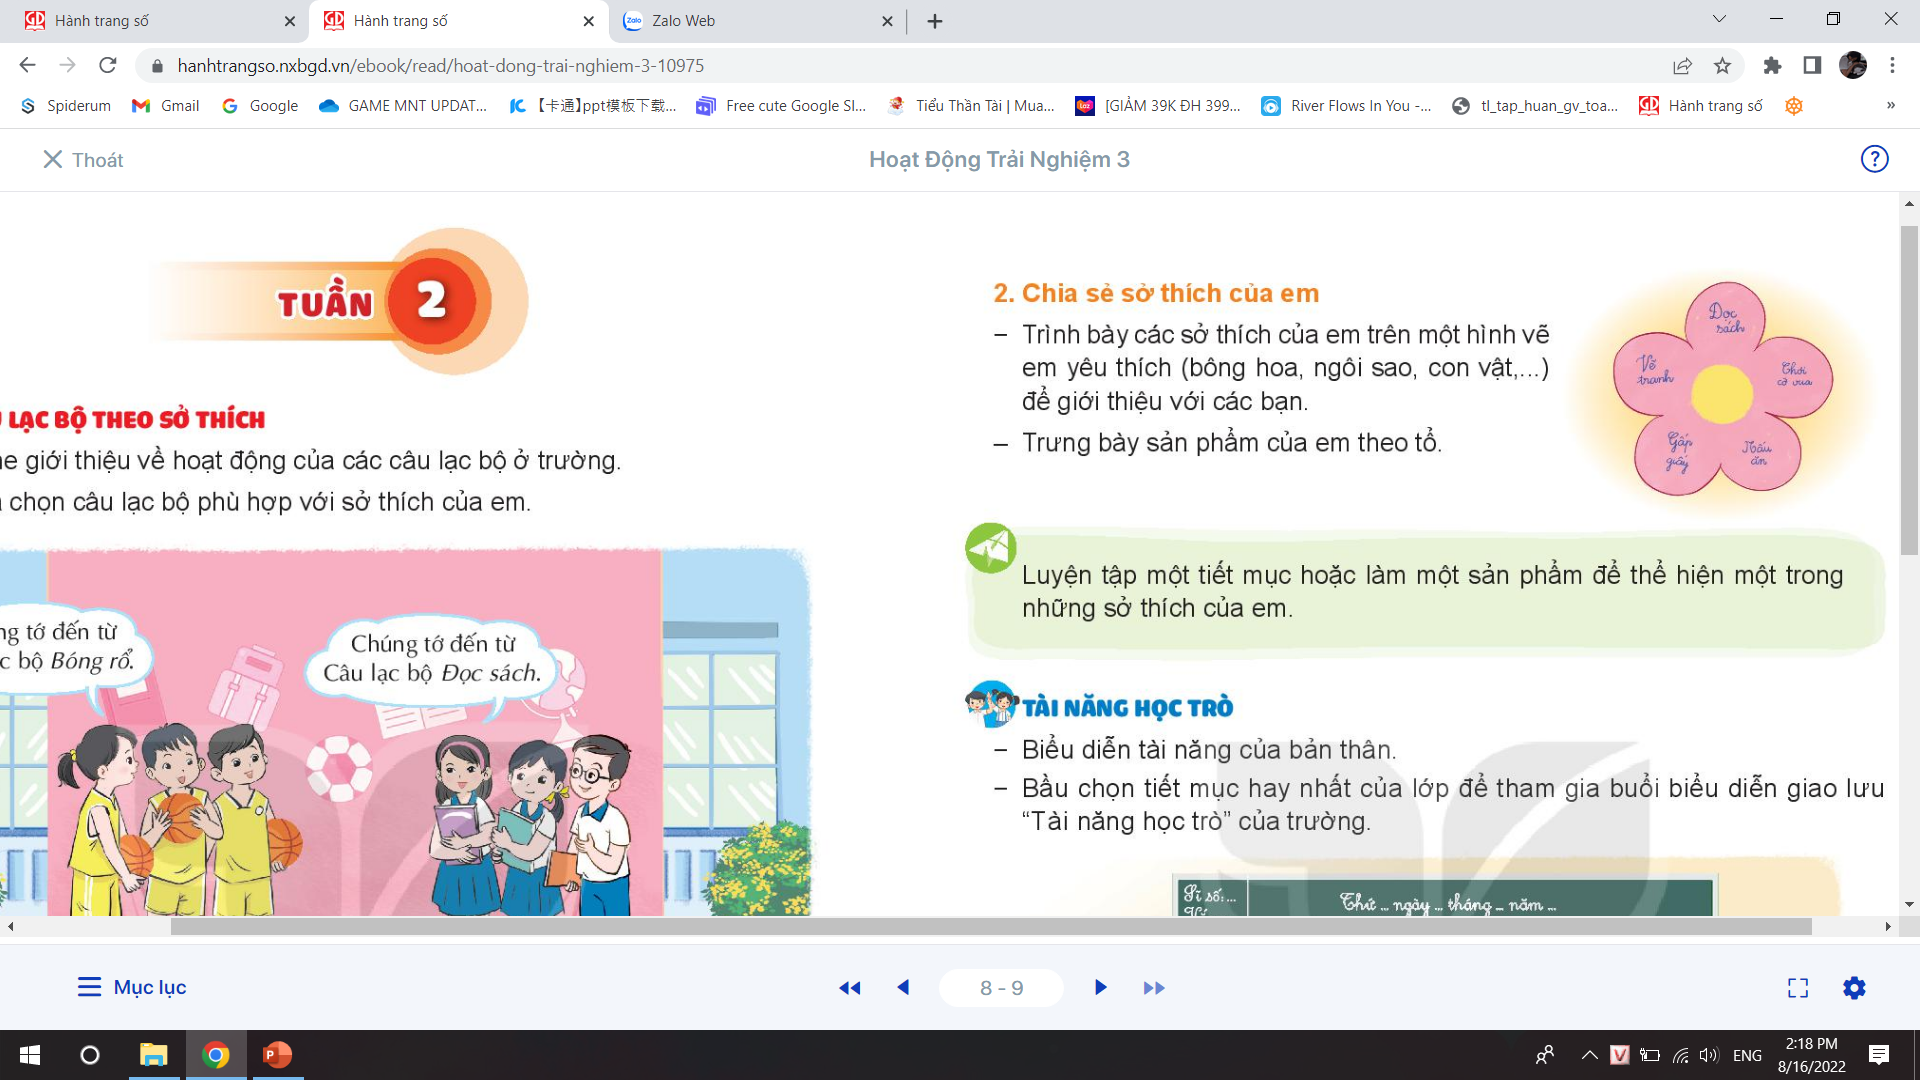 Hành trang số
Hành trang số
Zalo Web
hanhtrangso.nxbgd.vn/ebook/read/hoat-dong-trai-nghiem-3-10975
Spiderum
Gmail
Google
GAME MNT UPDAT...
【卡通】ppt模板下载...
Free cute Google Sl...
Tiểu Thần Tài | Mua...
[GIẢM 39K ĐH 399...
River Flows In You -...
tl_tap_huan_gv_toa...
Hành trang số
»
Thoát
Hoạt Động Trải Nghiệm 3
?
TUẦN 2
LẠC BỘ THEO SỞ THÍCH
giới thiệu về hoạt động của các câu lạc bộ ở trường.
chọn câu lạc bộ phù hợp với sở thích của em.
tớ đến từ
bộ Bóng rổ.
Chúng tớ đến từ
Câu lạc bộ Đọc sách.
2. Chia sẻ sở thích của em
– Trình bày các sở thích của em trên một hình vẽ
em yêu thích (bông hoa, ngôi sao, con vật,...)
để giới thiệu với các bạn.
– Trưng bày sản phẩm của em theo tổ.
Đọc
sách
Vẽ
tranh
Chơi
cờ vua
Gấp
giấy
Nấu
ăn
Luyện tập một tiết mục hoặc làm một sản phẩm để thể hiện một trong
những sở thích của em.
TÀI NĂNG HỌC TRÒ
– Biểu diễn tài năng của bản thân.
– Bầu chọn tiết mục hay nhất của lớp để tham gia buổi biểu diễn giao lưu
“Tài năng học trò” của trường.
Sĩ số:...
Thứ ... ngày ... tháng ... năm ...
Mục lục
8 - 9
ENG
2:18 PM
8/16/2022